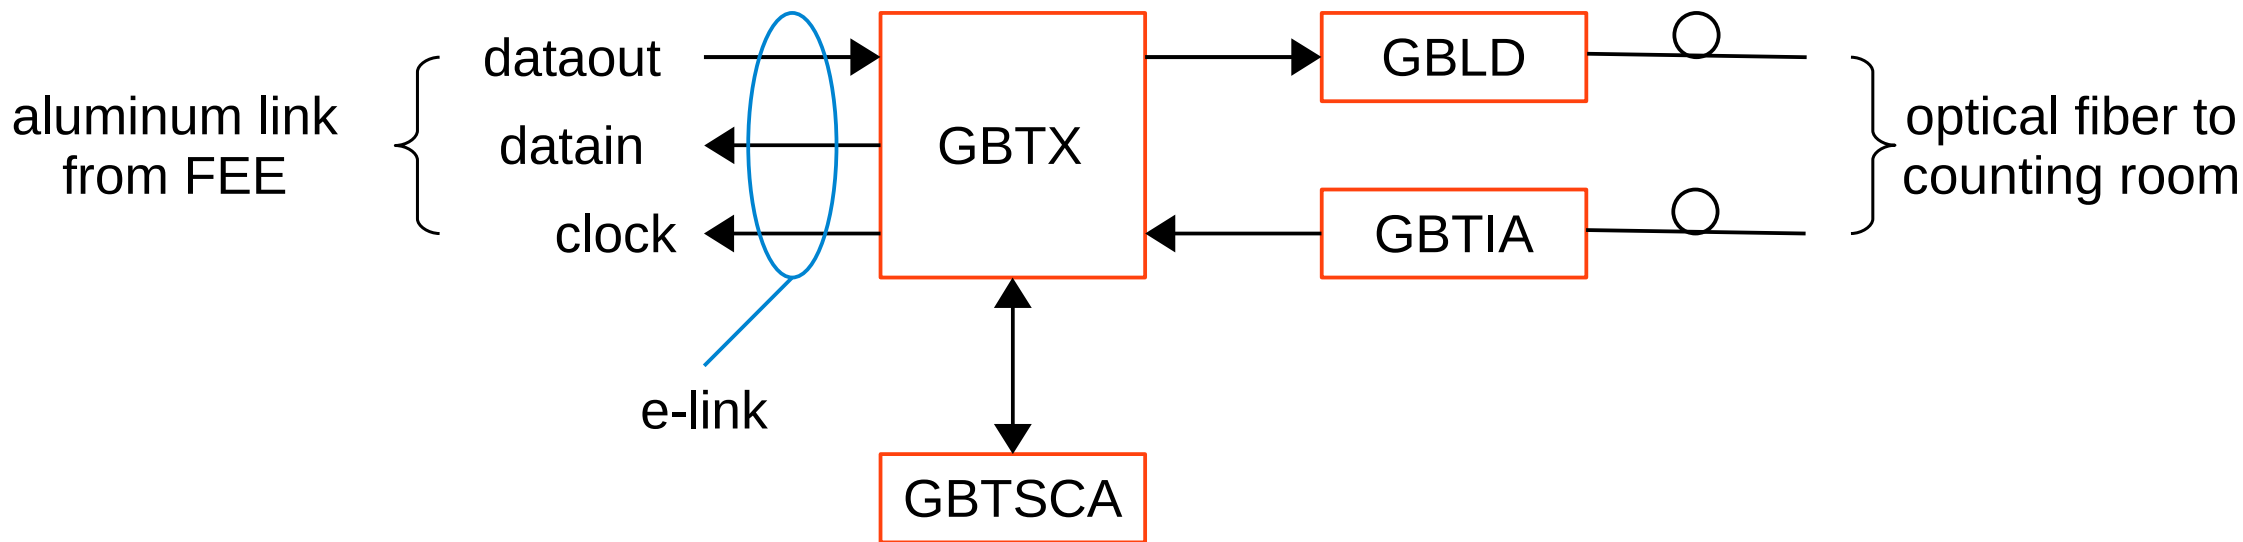 dataout
GBLD
aluminum link
from FEE
datain
GBTX
optical fiber to
counting room
clock
GBTIA
e-link
GBTSCA